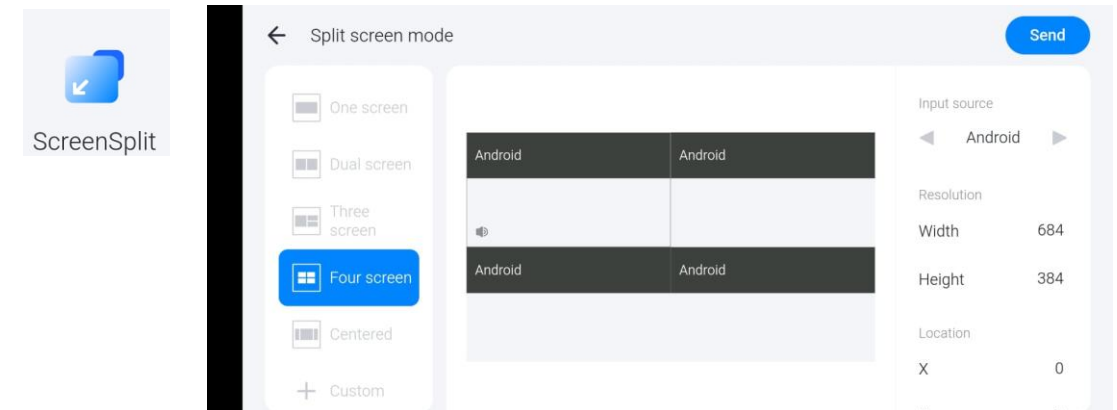 ScreenSplit
Split screen mode
Send
One screen
Dual screen
Three
screen
Four screen
Centered
Custom
Android
Android
Android
Android
Input source
Android
Resolution
Width 684
Height 384
Location
X 0